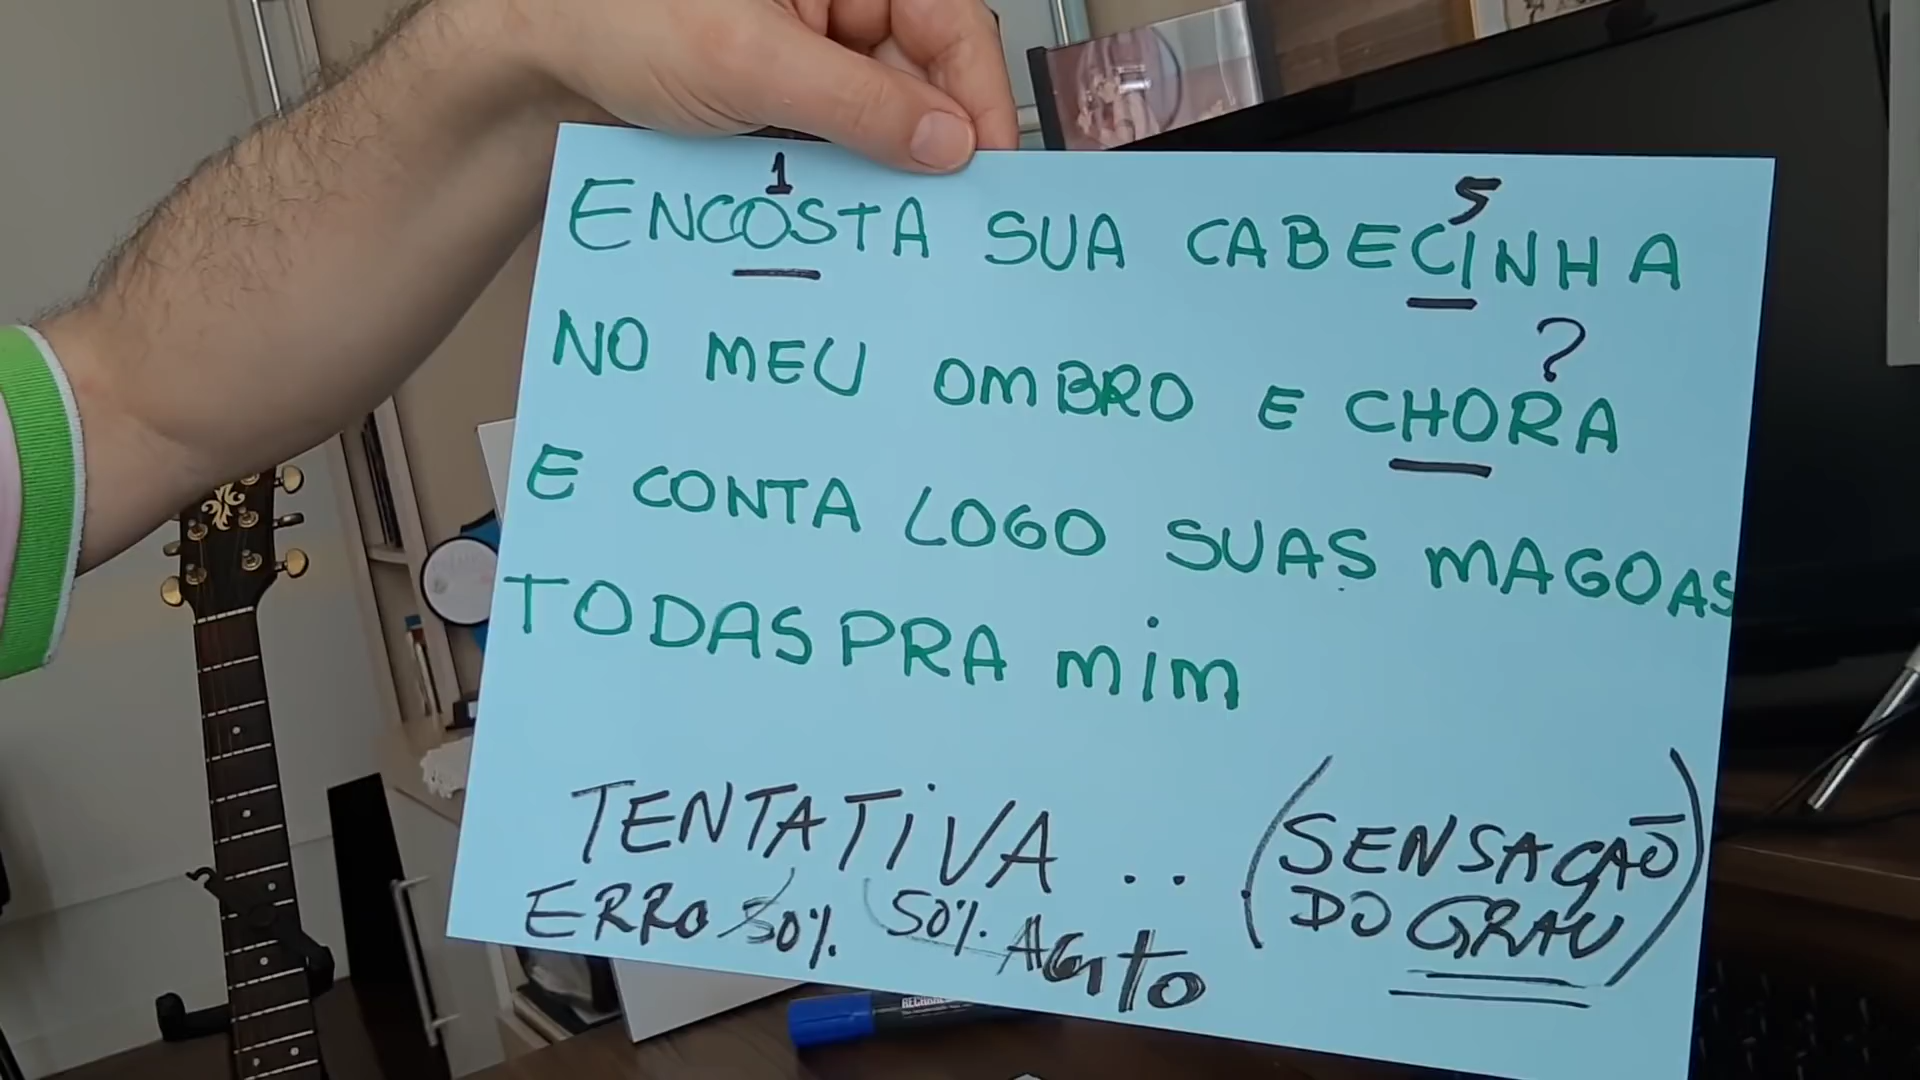 1 5
ENCOSTA SUA CABECINHA
?
NO MEU OMBRO E CHORA
E CONTA LOGO SUAS MAGOAS
TODAS PRA MIM
TENTATIVA ..
ERRO 50% 50%
(SENSAÇÃO
DO GRAU)